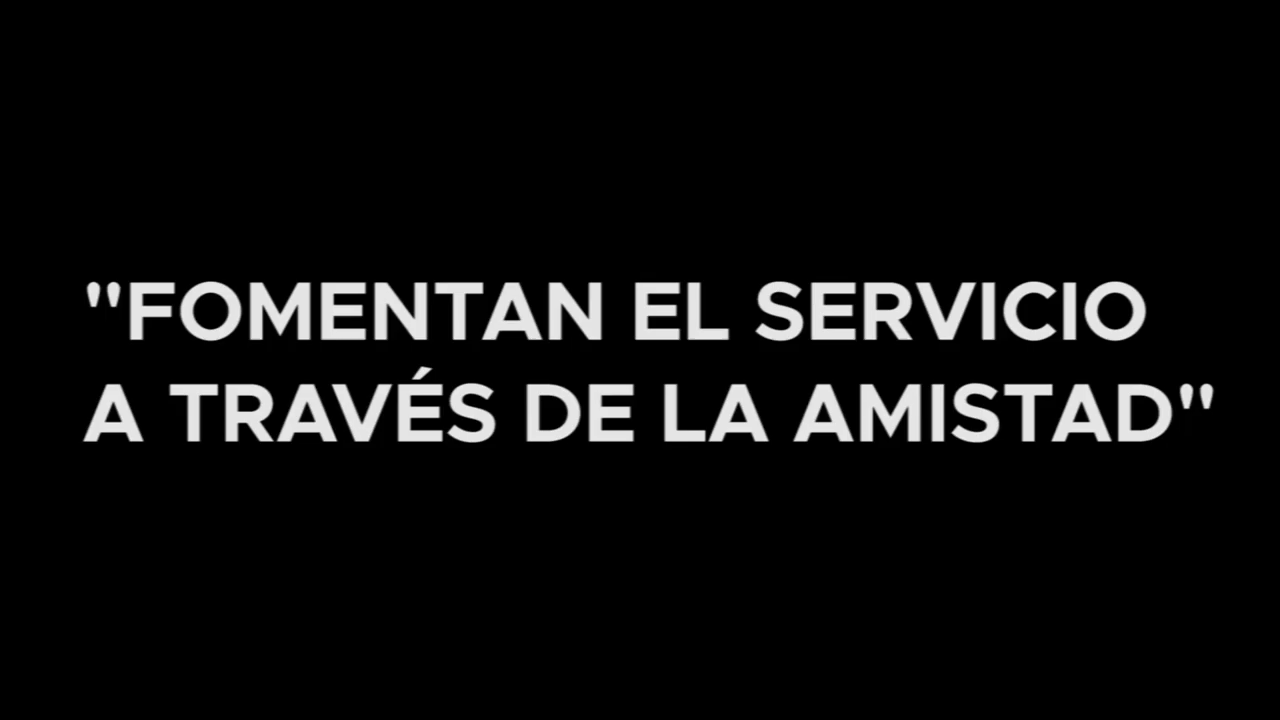 "FOMENTAN EL SERVICIO
A TRAVÉS DE LA AMISTAD"